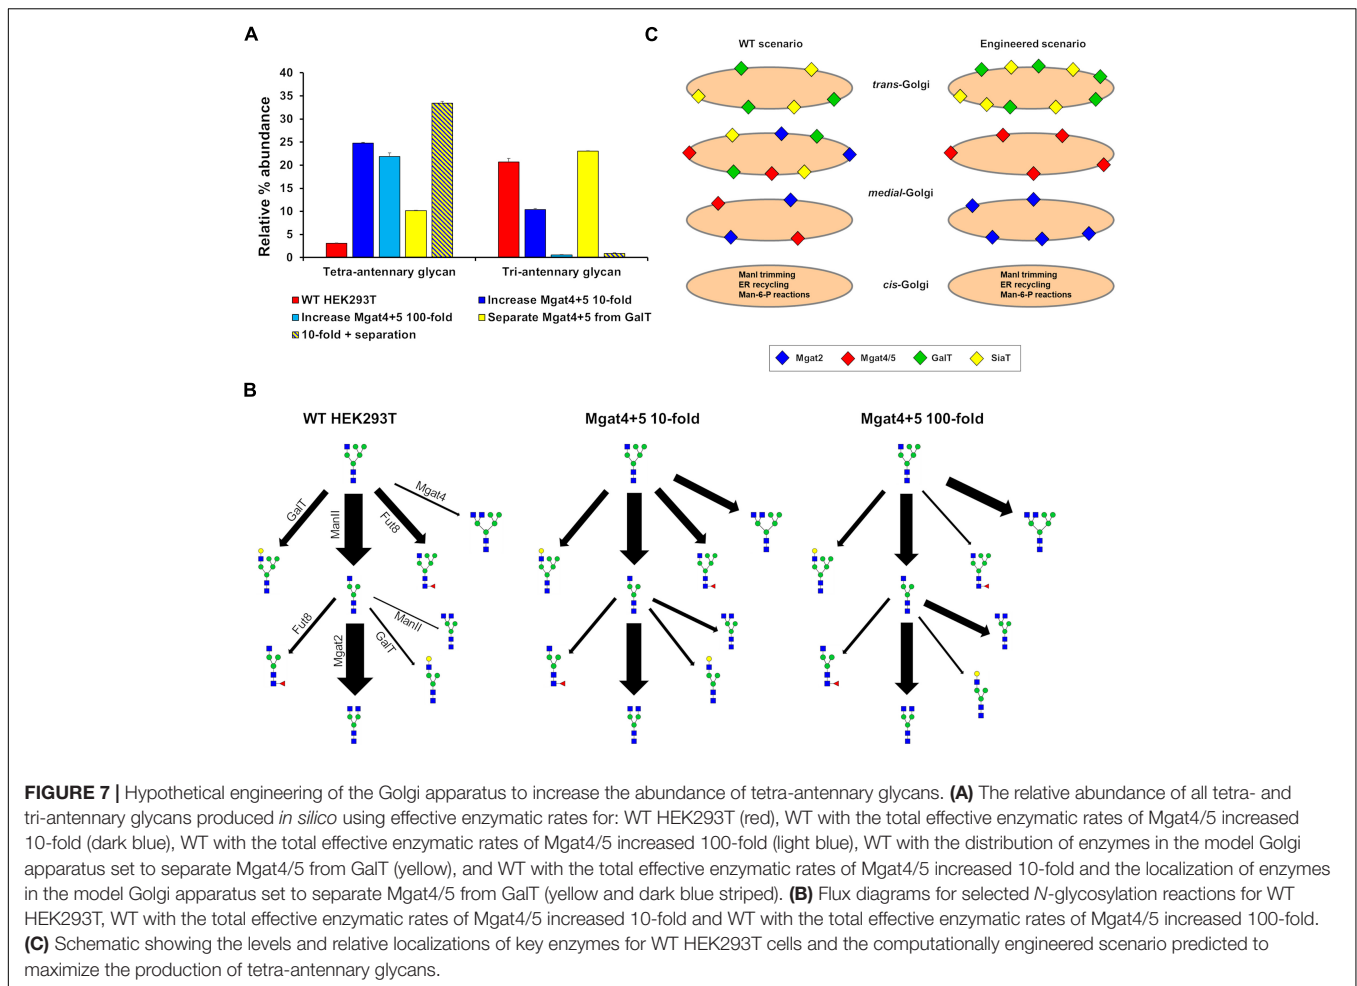 A
Relative % abundance
40
35
30
25
20
15
10
5
0
Tetra-antennary glycan
Tri-antennary glycan
WT HEK293T
Increase Mgat4+5 10-fold
Increase Mgat4+5 100-fold
Separate Mgat4+5 from GalT
10-fold + separation
C
WT scenario
Engineered scenario
trans-Golgi
medial-Golgi
cis-Golgi
ManI trimming
ER recycling
Man-6-P reactions
ManI trimming
ER recycling
Man-6-P reactions
Mgat2
Mgat4/5
GalT
SiaT
B
WT HEK293T
Mgat4+5 10-fold
Mgat4+5 100-fold
GalT
ManII
Fut8
Mgat4
Fut8
Mgat2
GalT
ManII
FIGURE 7 | Hypothetical engineering of the Golgi apparatus to increase the abundance of tetra-antennary glycans. (A) The relative abundance of all tetra- and
tri-antennary glycans produced in silico using effective enzymatic rates for: WT HEK293T (red), WT with the total effective enzymatic rates of Mgat4/5 increased
10-fold (dark blue), WT with the total effective enzymatic rates of Mgat4/5 increased 100-fold (light blue), WT with the distribution of enzymes in the model Golgi
apparatus set to separate Mgat4/5 from GalT (yellow), and WT with the total effective enzymatic rates of Mgat4/5 increased 10-fold and the localization of enzymes
in the model Golgi apparatus set to separate Mgat4/5 from GalT (yellow and dark blue striped). (B) Flux diagrams for selected N-glycosylation reactions for WT
HEK293T, WT with the total effective enzymatic rates of Mgat4/5 increased 10-fold and WT with the total effective enzymatic rates of Mgat4/5 increased 100-fold.
(C) Schematic showing the levels and relative localizations of key enzymes for WT HEK293T cells and the computationally engineered scenario predicted to
maximize the production of tetra-antennary glycans.